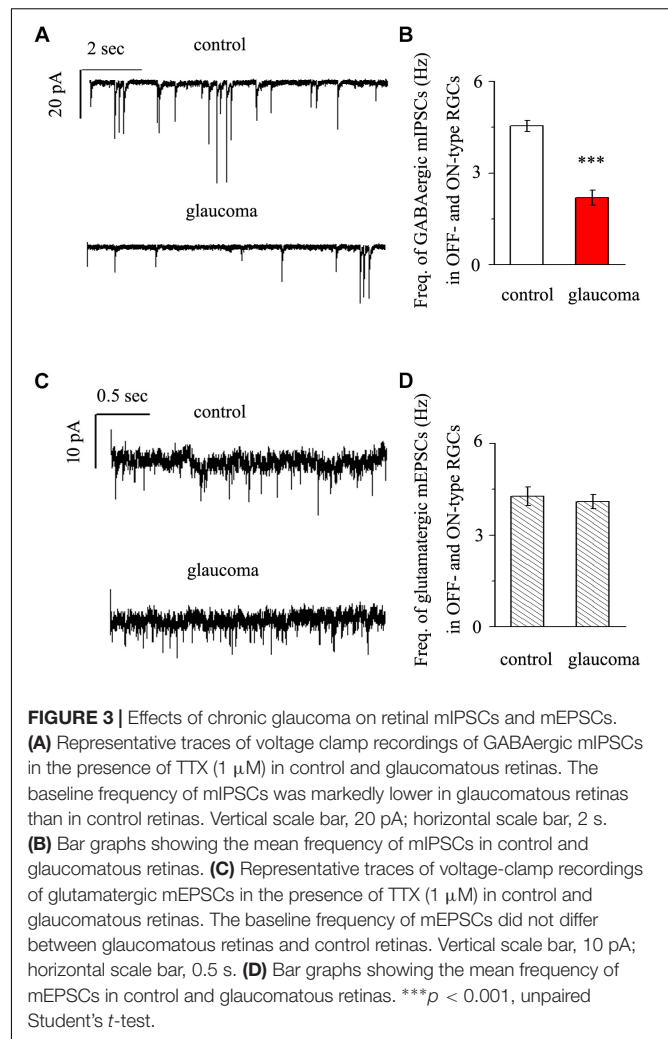 A
2 sec
control
20 pA
glaucoma
B
Freq. of GABAergic mIPSCs (Hz)
in OFF- and ON-type RGCs
6
3
0
***
control
glaucoma
C
0.5 sec
control
10 pA
glaucoma
D
Freq. of glutamatergic mEPSCs (Hz)
in OFF- and ON-type RGCs
6
3
0
control
glaucoma
FIGURE 3 | Effects of chronic glaucoma on retinal mIPSCs and mEPSCs.
(A) Representative traces of voltage clamp recordings of GABAergic mIPSCs
in the presence of TTX (1 μM) in control and glaucomatous retinas. The
baseline frequency of mIPSCs was markedly lower in glaucomatous retinas
than in control retinas. Vertical scale bar, 20 pA; horizontal scale bar, 2 s.
(B) Bar graphs showing the mean frequency of mIPSCs in control and
glaucomatous retinas. (C) Representative traces of voltage-clamp recordings
of glutamatergic mEPSCs in the presence of TTX (1 μM) in control and
glaucomatous retinas. The baseline frequency of mEPSCs did not differ
between glaucomatous retinas and control retinas. Vertical scale bar, 10 pA;
horizontal scale bar, 0.5 s. (D) Bar graphs showing the mean frequency of
mEPSCs in control and glaucomatous retinas. ***p < 0.001, unpaired
Student's t-test.